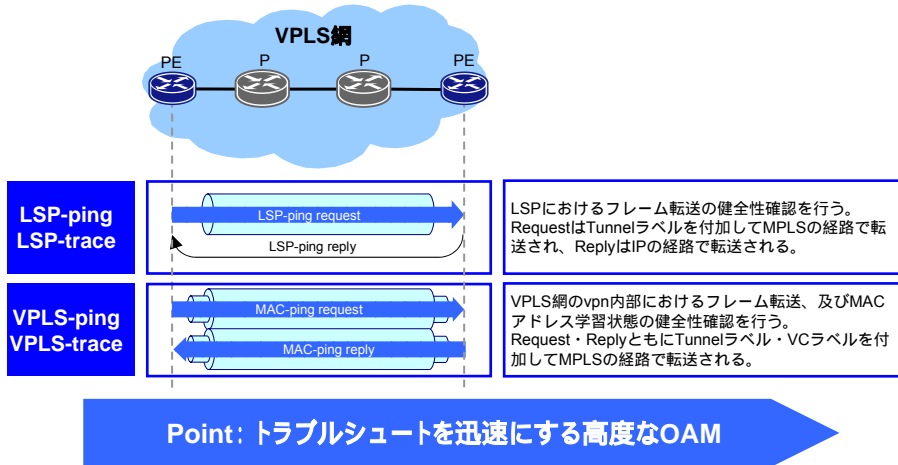 VPLS網
PE
P
P
PE
LSP-ping
LSP-trace
LSP-ping request
LSP-ping reply
LSPにおけるフレーム転送の健全性確認を行う。
RequestはTunnelラベルを付加してMPLSの経路で転
送され、ReplyはIPの経路で転送される。
VPLS-ping
VPLS-trace
MAC-ping request
MAC-ping reply
VPLS網のvpn内部におけるフレーム転送、及びMAC
アドレス学習状態の健全性確認を行う。
Request・ReplyともにTunnelラベル・VCラベルを付
加してMPLSの経路で転送される。
Point：トラブルシュートを迅速にする高度なOAM